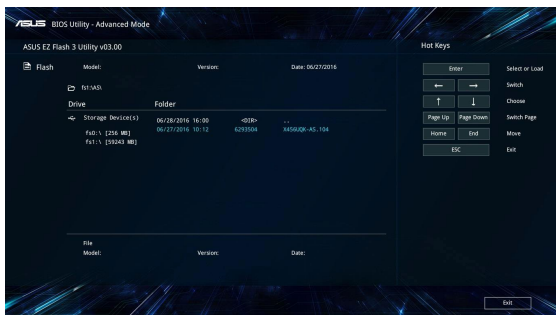 ASUS BIOS Utility - Advanced Mode
ASUS EZ Flash 3 Utility v03.00
Hot Keys
Flash
Model: Version: Date: 06/27/2016
fs1:\AS\
Drive Folder
Storage Device(s)
fs0:\ [256 MB]
fs1:\ [59243 MB]
06/28/2016 16:00 <DIR> ..
06/27/2016 10:12 6293504 X456UQK-AS.104
Enter Select or Load
← → Switch
↑ ↓ Choose
Page Up Page Down Switch Page
Home End Move
ESC Exit
File
Model: Version: Date:
Exit